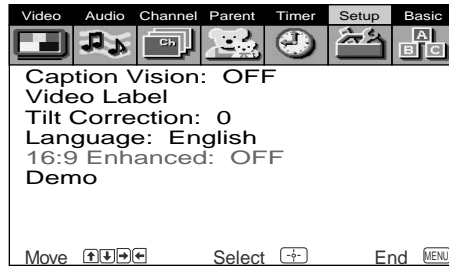 Video Audio Channel Parent Timer Setup Basic
Ch A B C
Caption Vision: OFF
Video Label
Tilt Correction: 0
Language: English
16:9 Enhanced: OFF
Demo
Move Select End MENU